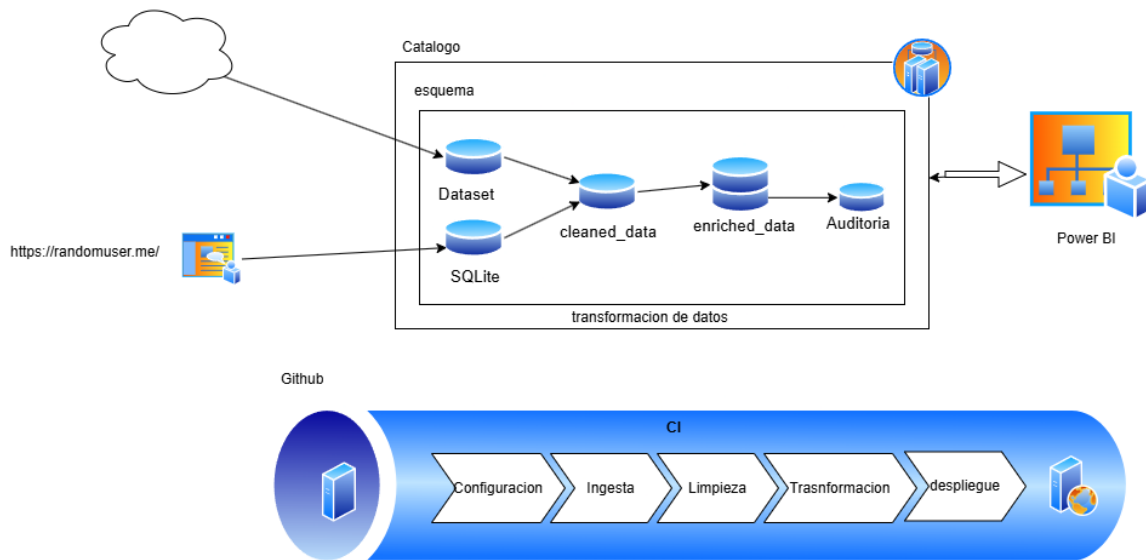 Catalogo
esquema
Dataset
cleaned_data
enriched_data
Auditoria
https://randomuser.me/
SQLite
Power BI
transformacion de datos
Github
CI
Configuracion
Ingesta
Limpieza
Trasnformacion
despliegue